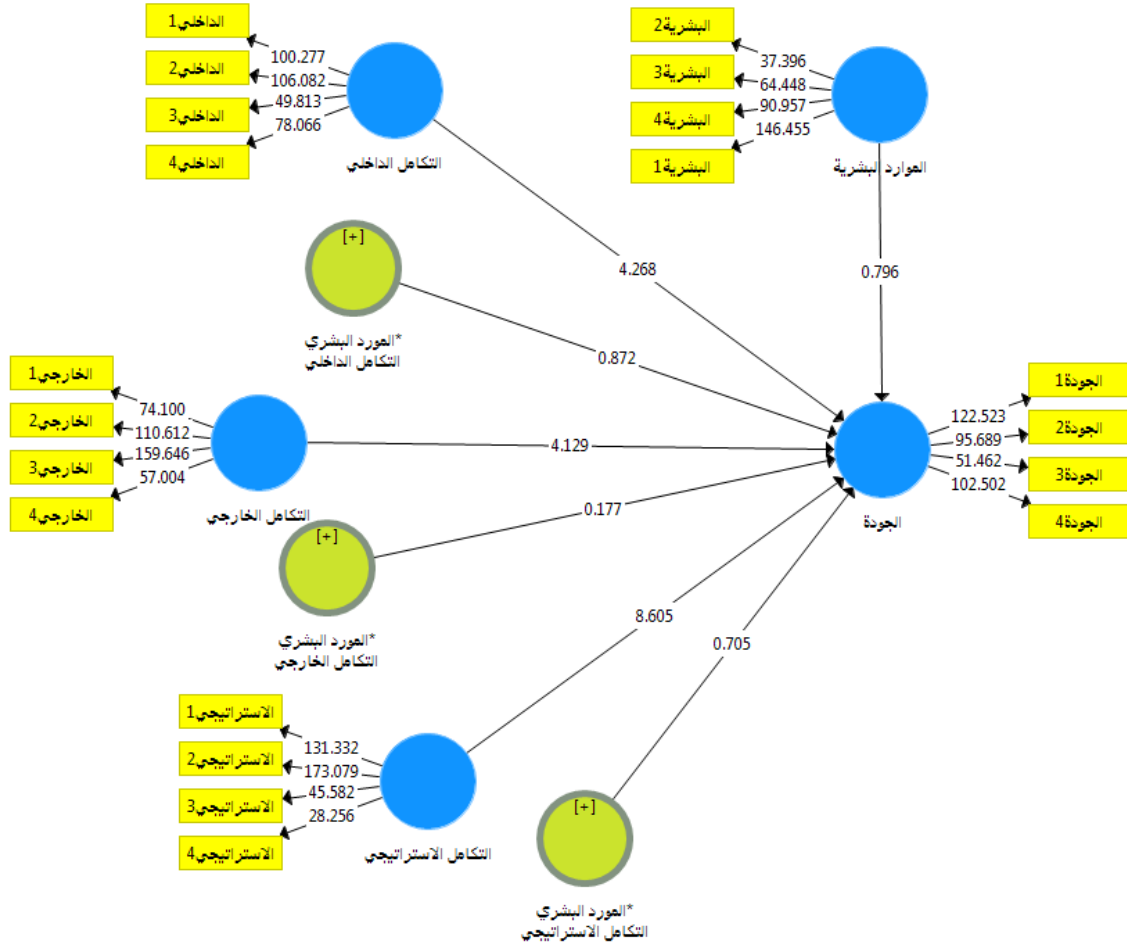 الداخلي1
الداخلي2
الداخلي3
الداخلي4
100.277
106.082
49.813
78.066
التكامل الداخلي
البشرية2
البشرية3
البشرية4
البشرية1
37.396
64.448
90.957
146.455
الموارد البشرية
4.268
0.796
[+]
*المورد البشري
التكامل الداخلي
0.872
الخارجي1
الخارجي2
الخارجي3
الخارجي4
74.100
110.612
159.646
57.004
التكامل الخارجي
4.129
الجودة1
الجودة2
الجودة3
الجودة4
122.523
95.689
51.462
102.502
الجودة
[+]
*المورد البشري
التكامل الخارجي
0.177
8.605
0.705
الاستراتيجي1
الاستراتيجي2
الاستراتيجي3
الاستراتيجي4
131.332
173.079
45.582
28.256
التكامل الاستراتيجي
[+]
*المورد البشري
التكامل الاستراتيجي